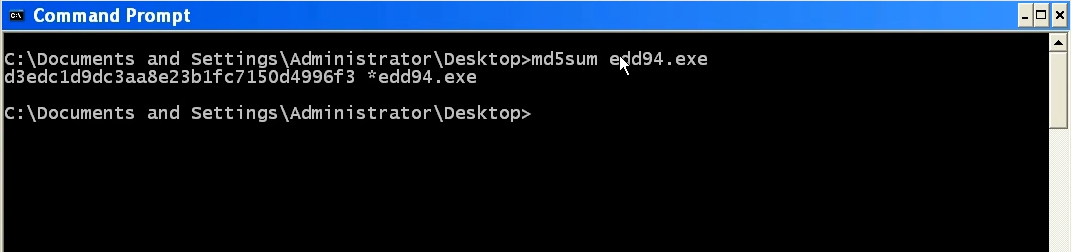 Command Prompt
C:\Documents and Settings\Administrator\Desktop>md5sum edd94.exe
d3edc1d9dc3aa8e23b1fc7150d4996f3 *edd94.exe
C:\Documents and Settings\Administrator\Desktop>